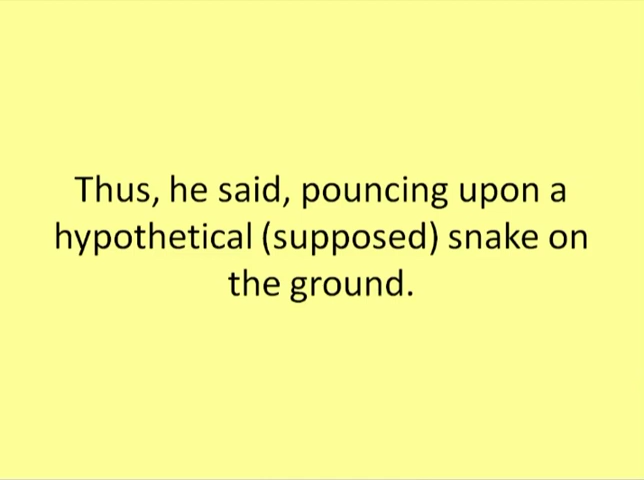 Thus, he said, pouncing upon a
hypothetical (supposed) snake on
the ground.